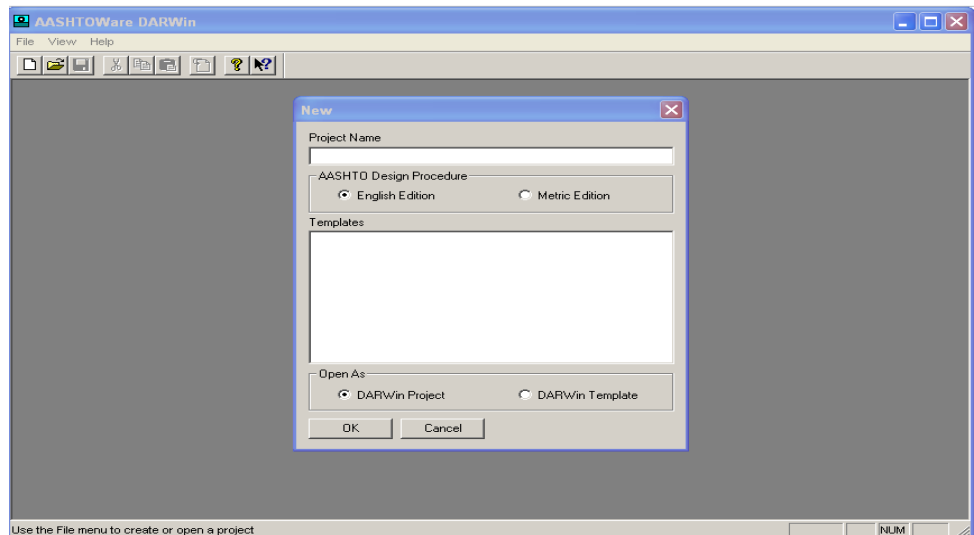 AASHTOWare DARWin
File View Help
New
Project Name
AASHTO Design Procedure
English Edition Metric Edition
Templates
Open As
DARWin Project DARWin Template
OK Cancel
Use the File menu to create or open a project NUM